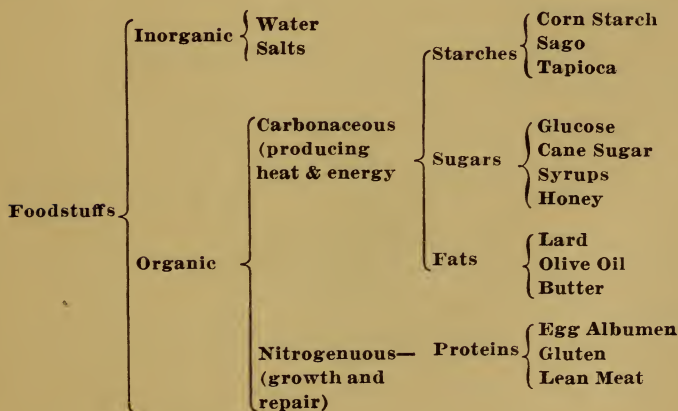 Foodstuffs
Inorganic
Water
Salts
Organic
Carbonaceous
(producing
heat & energy
Starches
Corn Starch
Sago
Tapioca
Sugars
Glucose
Cane Sugar
Syrups
Honey
Fats
Lard
Olive Oil
Butter
Nitrogenuous—
(growth and
repair)
Proteins
Egg Albumen
Gluten
Lean Meat